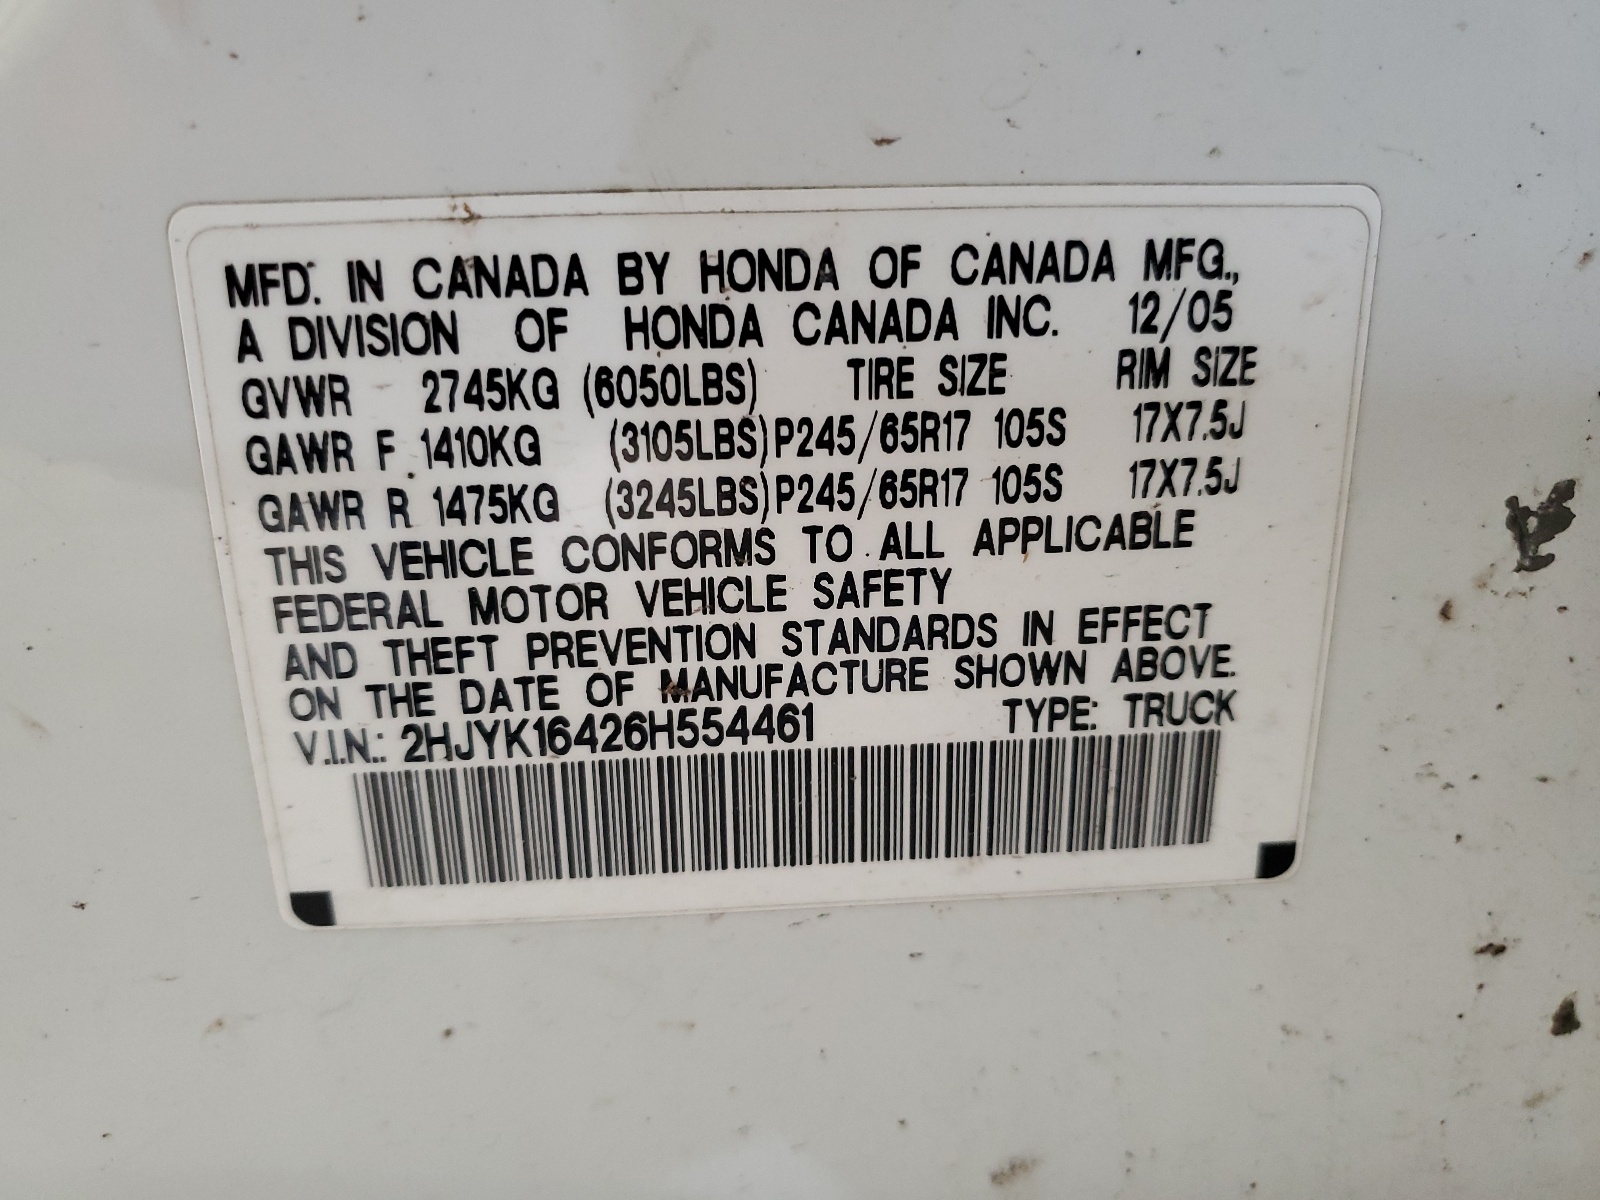 MFD. IN CANADA BY HONDA OF CANADA MFG.,
A DIVISION OF HONDA CANADA INC. 12/05
GVWR 2745KG (6050LBS) TIRE SIZE RIM SIZE
GAWR F 1410KG (3105LBS) P245/65R17 105S 17X7.5J
GAWR R 1475KG (3245LBS) P245/65R17 105S 17X7.5J
THIS VEHICLE CONFORMS TO ALL APPLICABLE
FEDERAL MOTOR VEHICLE SAFETY
AND THEFT PREVENTION STANDARDS IN EFFECT
ON THE DATE OF MANUFACTURE SHOWN ABOVE.
V.I.N.: 2HJYK16426H554461 TYPE: TRUCK